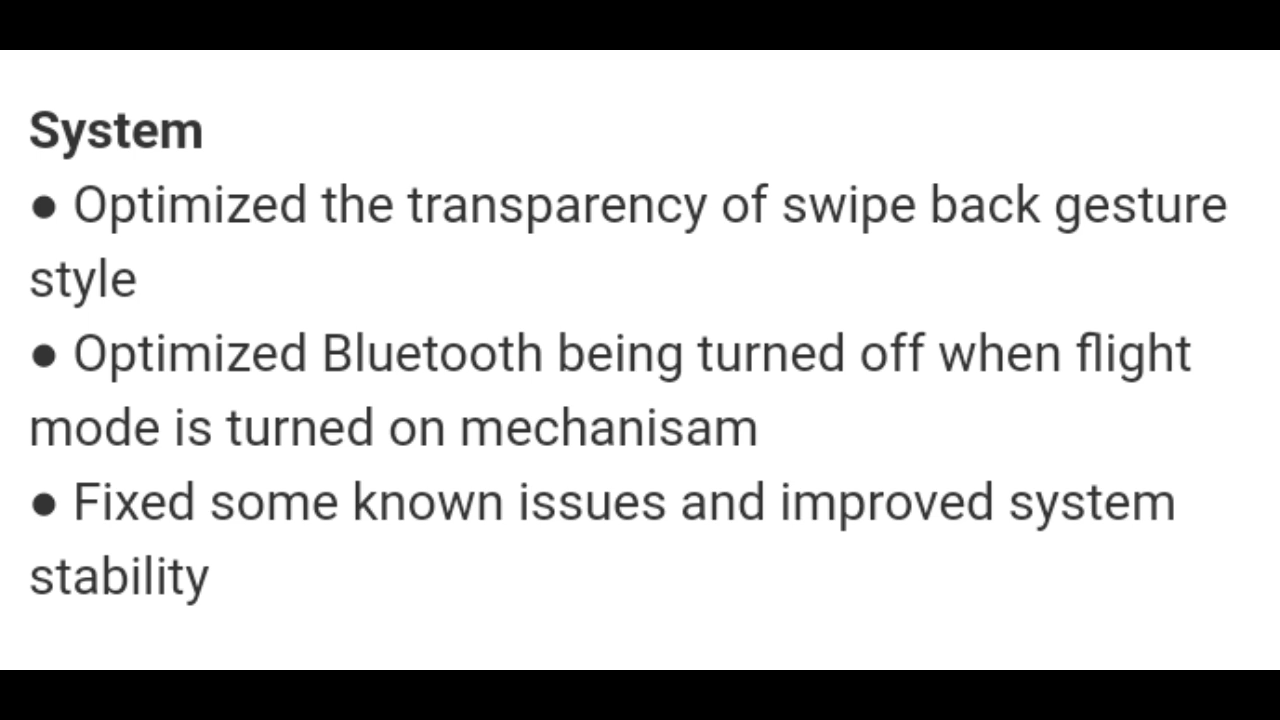 System
● Optimized the transparency of swipe back gesture
style
● Optimized Bluetooth being turned off when flight
mode is turned on mechanisam
● Fixed some known issues and improved system
stability